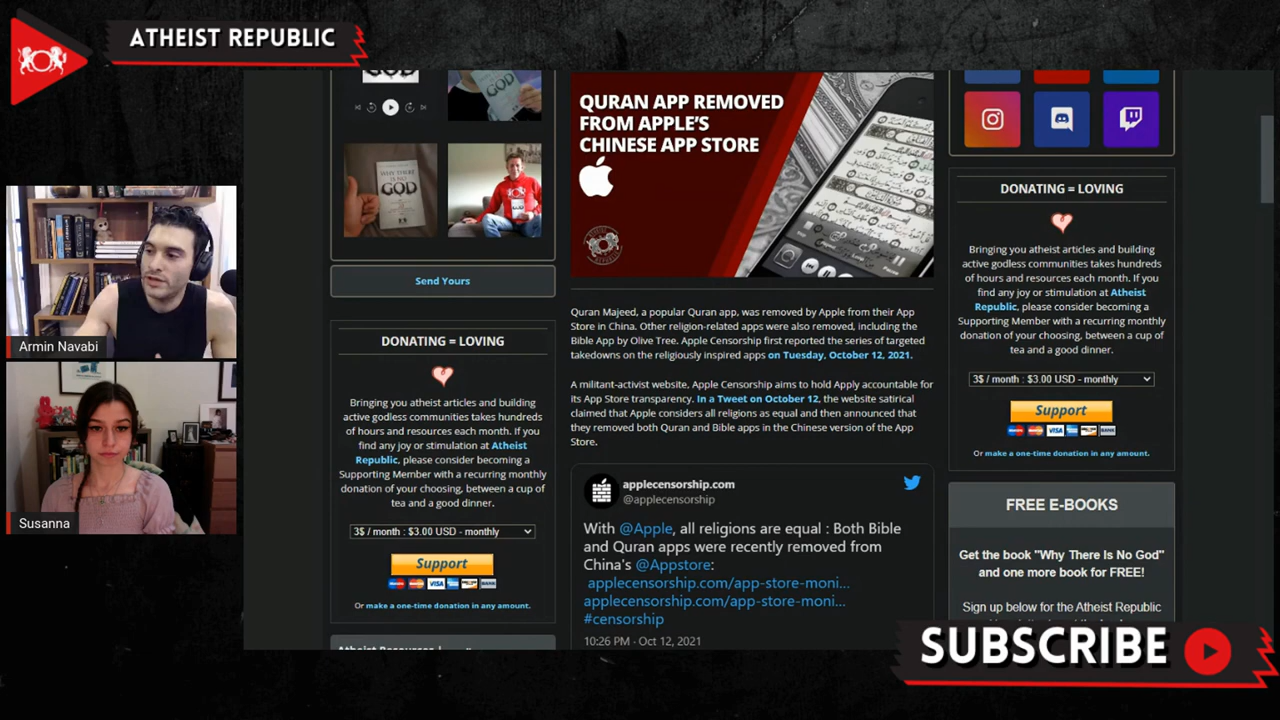 ATHEIST REPUBLIC
Armin Navabi
Susanna
GOD
WHY THERE
IS NO
GOD
Send Yours
DONATING = LOVING
Bringing you atheist articles and building
active godless communities takes hundreds
of hours and resources each month. If you
find any joy or stimulation at Atheist
Republic, please consider becoming a
Supporting Member with a recurring monthly
donation of your choosing, between a cup of
tea and a good dinner.
3$ / month : $3.00 USD - monthly
Support
VISA
BANK
Or make a one-time donation in any amount.
QURAN APP REMOVED
FROM APPLE'S
CHINESE APP STORE
Quran Majeed, a popular Quran app, was removed by Apple from their App
Store in China. Other religion-related apps were also removed, including the
Bible App by Olive Tree. Apple Censorship first reported the series of targeted
takedowns on the religiously inspired apps on Tuesday, October 12, 2021.
A militant-activist website, Apple Censorship aims to hold Apply accountable for
its App Store transparency. In a Tweet on October 12, the website satirical
claimed that Apple considers all religions as equal and then announced that
they removed both Quran and Bible apps in the Chinese version of the App
Store.
applecensorship.com
@applecensorship
With @Apple, all religions are equal : Both Bible
and Quran apps were recently removed from
China's @Appstore:
applecensorship.com/app-store-moni...
applecensorship.com/app-store-moni...
#censorship
10:26 PM · Oct 12, 2021
DONATING = LOVING
Bringing you atheist articles and building
active godless communities takes hundreds
of hours and resources each month. If you
find any joy or stimulation at Atheist
Republic, please consider becoming a
Supporting Member with a recurring monthly
donation of your choosing, between a cup of
tea and a good dinner.
3$ / month : $3.00 USD - monthly
Support
VISA
BANK
Or make a one-time donation in any amount.
FREE E-BOOKS
Get the book "Why There Is No God"
and one more book for FREE!
Sign up below for the Atheist Republic
SUBSCRIBE